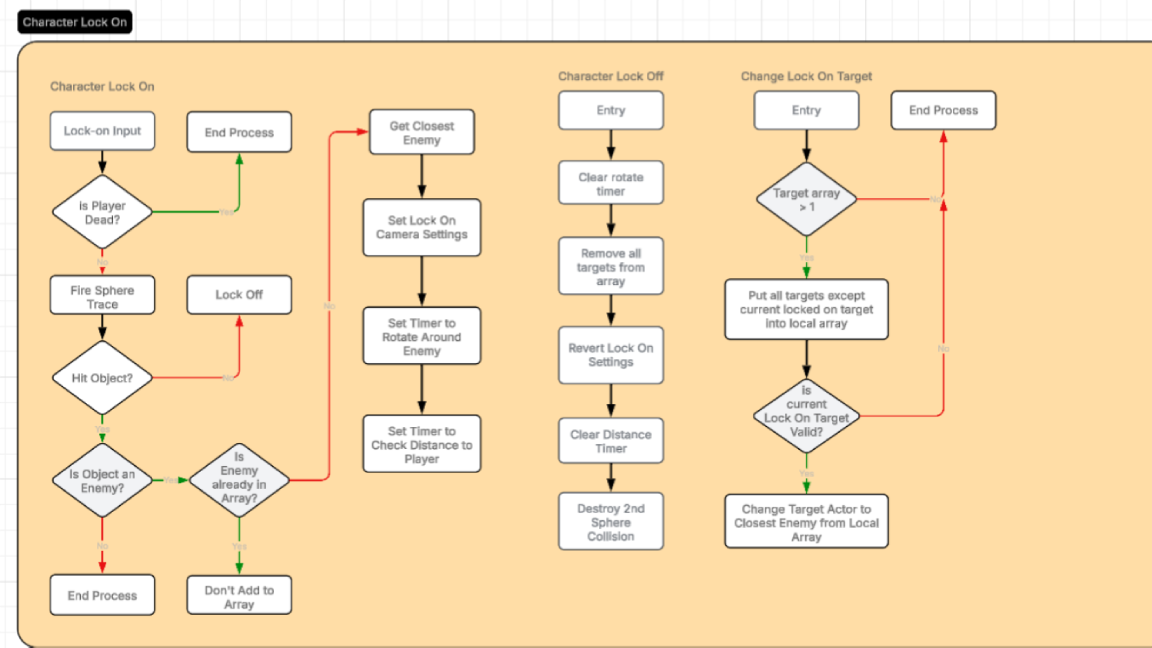 Character Lock On
Character Lock On
Lock-on Input
End Process
is Player
Dead?
Yes
No
Fire Sphere
Trace
Lock Off
Hit Object?
No
Yes
Is Object an
Enemy?
Yes
Is
Enemy
already in
Array?
No
No
Yes
End Process
Don't Add to
Array
Get Closest
Enemy
Set Lock On
Camera Settings
Set Timer to
Rotate Around
Enemy
Set Timer to
Check Distance to
Player
Character Lock Off
Entry
Clear rotate
timer
Remove all
targets from
array
Revert Lock On
Settings
Clear Distance
Timer
Destroy 2nd
Sphere
Collision
Change Lock On Target
Entry
End Process
Target array
> 1
No
Yes
Put all targets except
current locked on target
into local array
No
is
current
Lock On Target
Valid?
Yes
Change Target Actor to
Closest Enemy from Local
Array